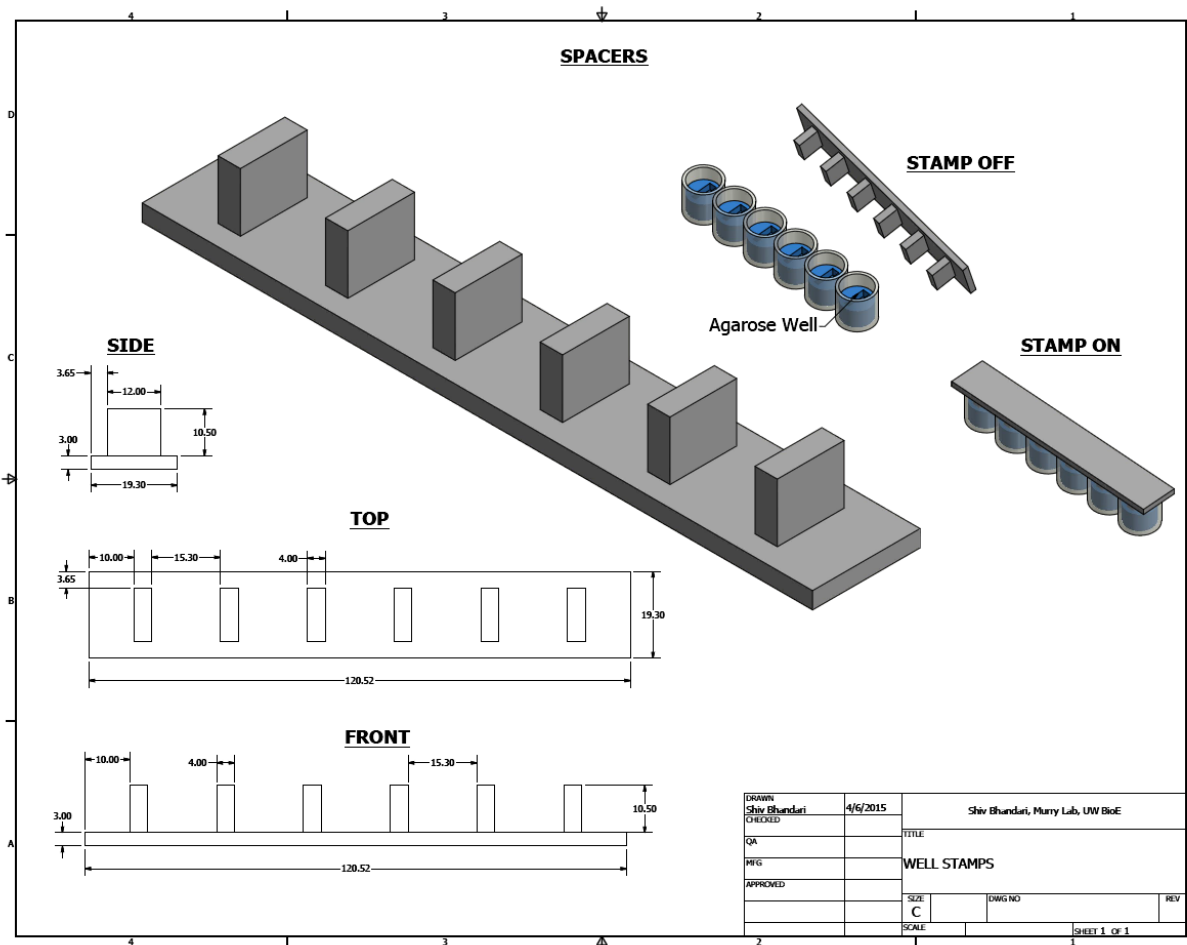 4 3 2 1
SPACERS
D
STAMP OFF
Agarose Well
C
SIDE
STAMP ON
3.65
12.00
10.50
3.00
19.30
TOP
10.00 15.30 4.00
3.65
B
19.30
120.52
FRONT
10.00 4.00 15.30
10.50
3.00
A
120.52
DRAWN
Shiv Bhandari 4/6/2015
Shiv Bhandari, Murry Lab, UW BioE
CHECKED
TITLE
QA
WELL STAMPS
MFG
APPROVED
SIZE
C
DWG NO
REV
SCALE
SHEET 1 OF 1
4 3 2 1